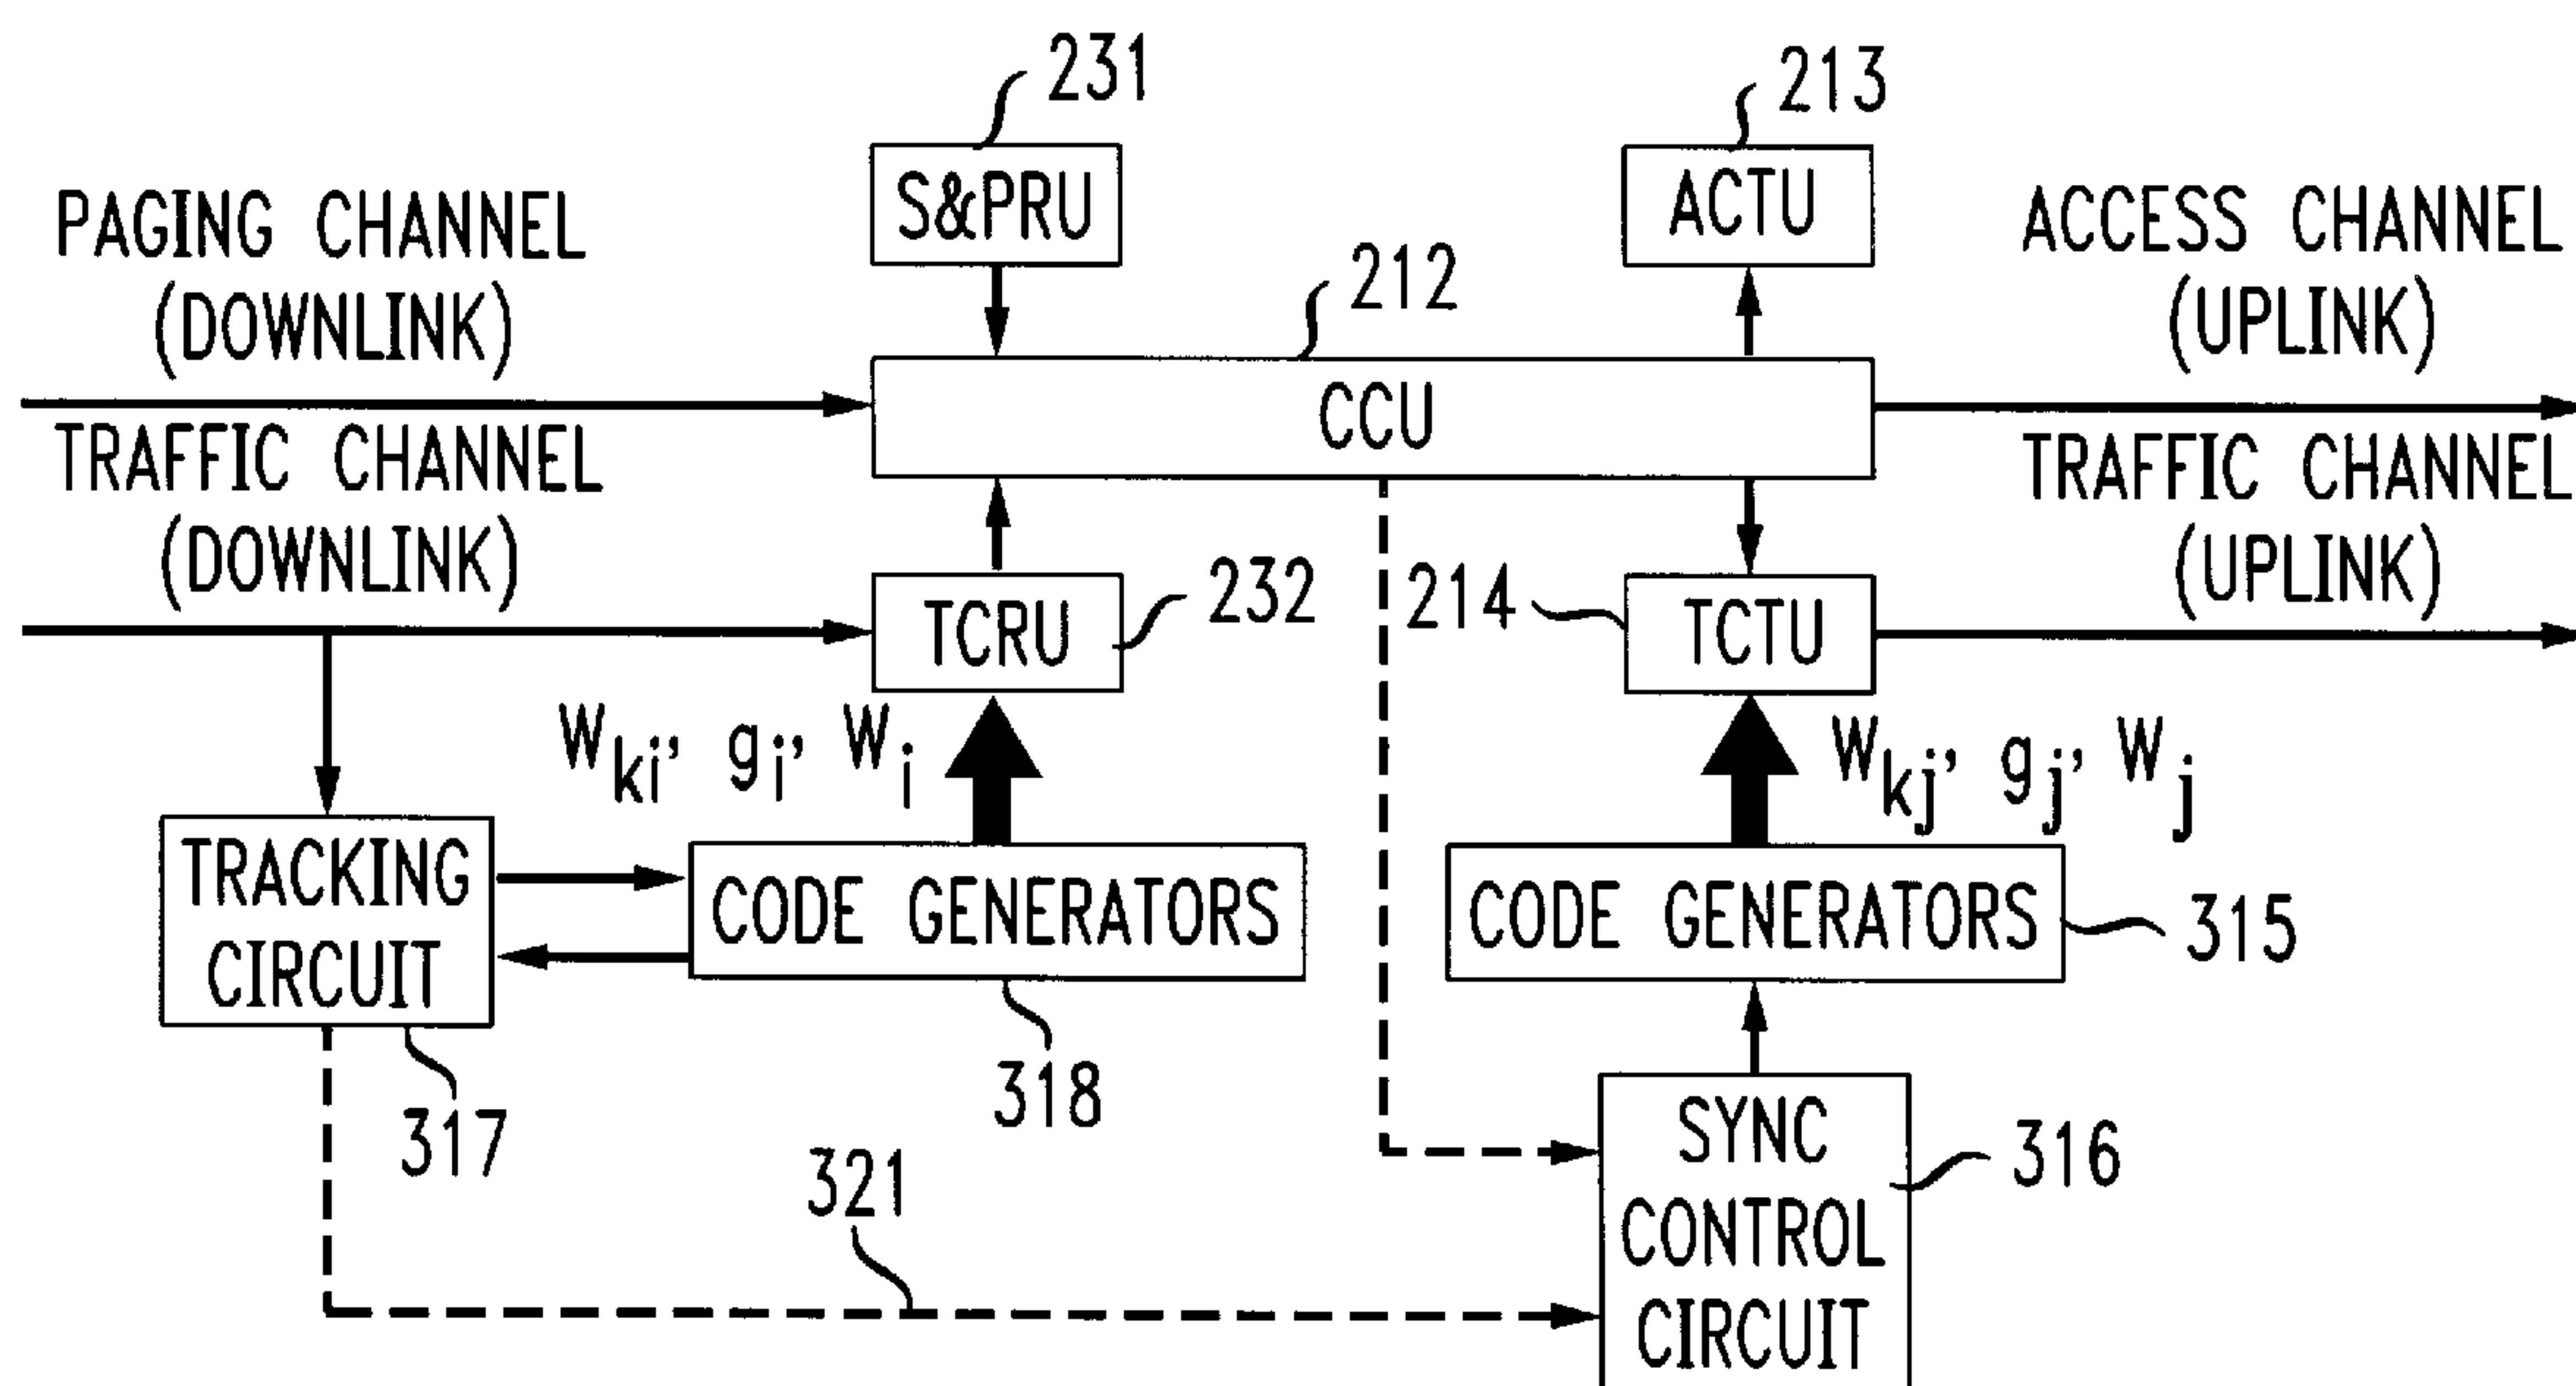 231
213
S&PRU
ACTU
PAGING CHANNEL
(DOWNLINK)
ACCESS CHANNEL
(UPLINK)
212
CCU
TRAFFIC CHANNEL
(DOWNLINK)
TRAFFIC CHANNEL
(UPLINK)
TCRU
232
214
TCTU
Wki, gi, Wi
Wkj, gj, Wj
TRACKING
CIRCUIT
CODE GENERATORS
CODE GENERATORS
315
317
318
321
SYNC
CONTROL
CIRCUIT
316